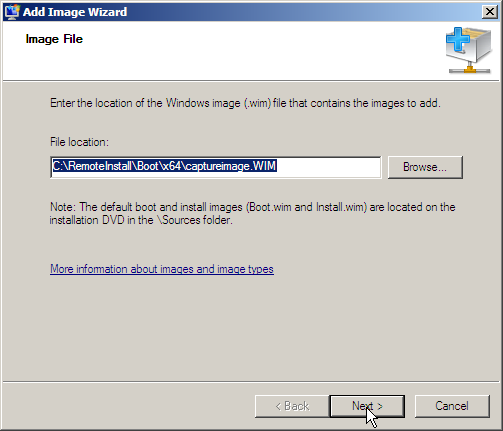 Add Image Wizard
Image File
Enter the location of the Windows image (.wim) file that contains the images to add.
File location:
C:\RemoteInstall\Boot\x64\captureimage.WIM
Browse...
Note: The default boot and install images (Boot.wim and Install.wim) are located on the
installation DVD in the \Sources folder.
More information about images and image types
< Back
Next >
Cancel